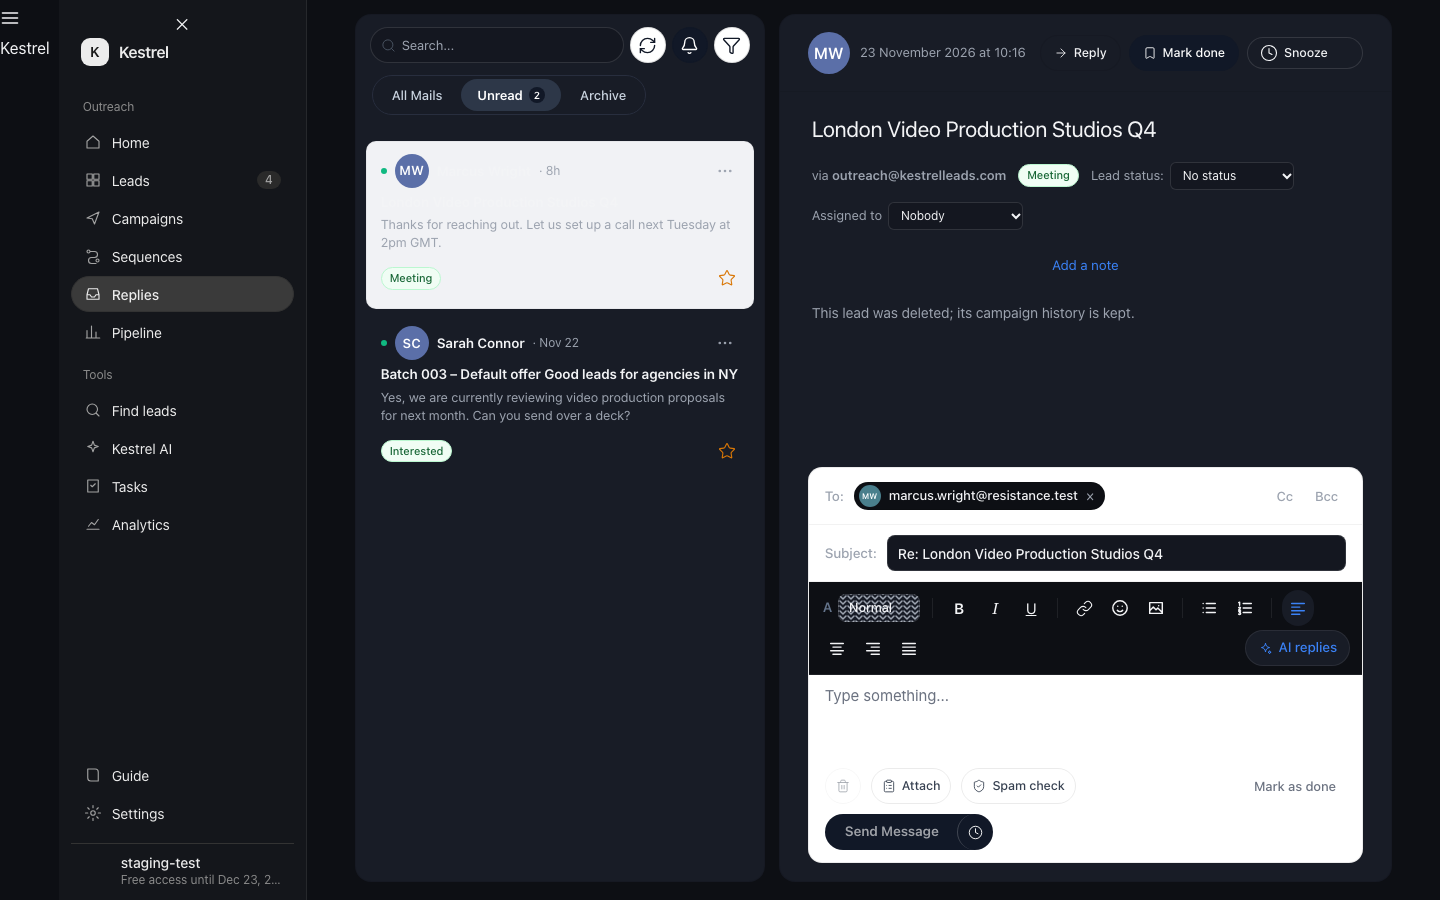 Kestrel
K Kestrel
Outreach
Home
Leads 4
Campaigns
Sequences
Replies
Pipeline
Tools
Find leads
Kestrel AI
Tasks
Analytics
Guide
Settings
staging-test
Free access until Dec 23, 2...
Search...
All Mails Unread 2 Archive
MW · 8h
Thanks for reaching out. Let us set up a call next Tuesday at
2pm GMT.
Meeting
SC Sarah Connor · Nov 22
Batch 003 – Default offer Good leads for agencies in NY
Yes, we are currently reviewing video production proposals
for next month. Can you send over a deck?
Interested
MW 23 November 2026 at 10:16 Reply Mark done Snooze
London Video Production Studios Q4
via outreach@kestrelleads.com Meeting Lead status: No status
Assigned to Nobody
Add a note
This lead was deleted; its campaign history is kept.
To: MW marcus.wright@resistance.test × Cc Bcc
Subject: Re: London Video Production Studios Q4
A Normal B I U
AI replies
Type something...
Attach Spam check Mark as done
Send Message